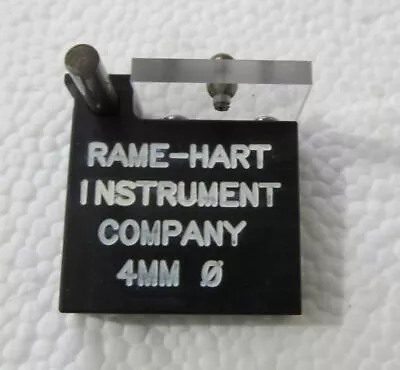 RAME-HART
INSTRUMENT
COMPANY
4MM Ø